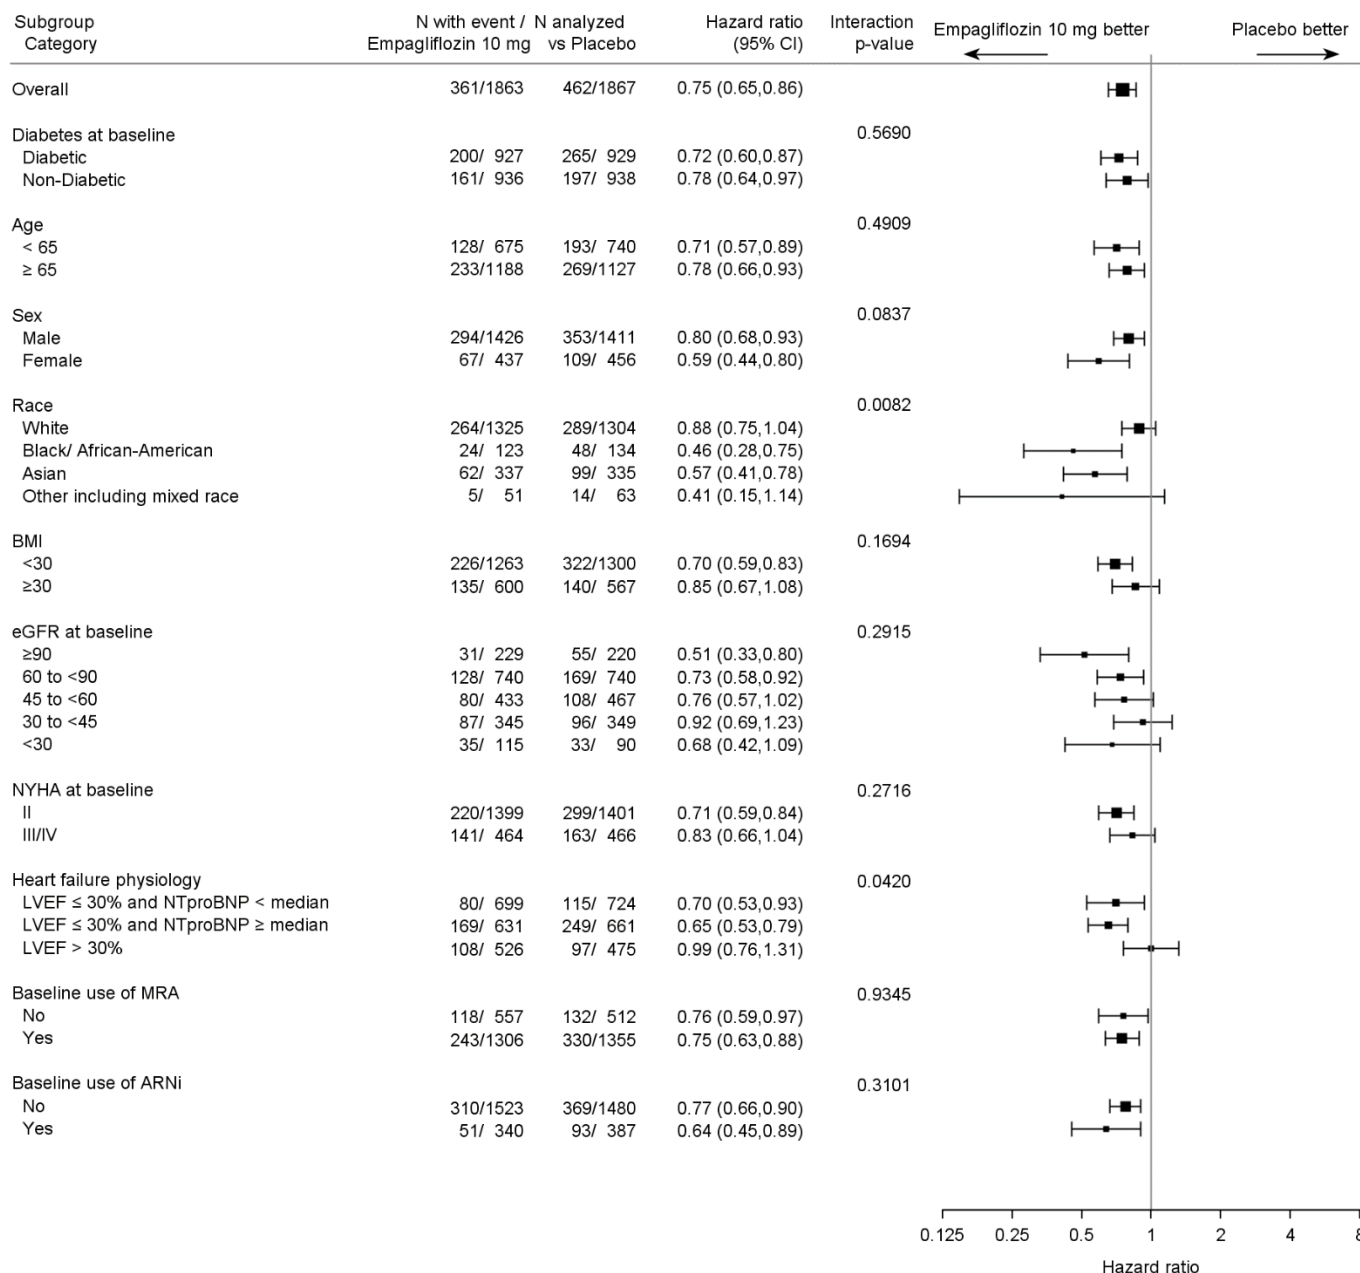 Subgroup N with event / N analyzed Hazard ratio Interaction Empagliflozin 10 mg better Placebo better
Category Empagliflozin 10 mg vs Placebo (95% CI) p-value
Overall 361/1863 462/1867 0.75 (0.65,0.86)
Diabetes at baseline 0.5690
Diabetic 200/ 927 265/ 929 0.72 (0.60,0.87)
Non-Diabetic 161/ 936 197/ 938 0.78 (0.64,0.97)
Age 0.4909
< 65 128/ 675 193/ 740 0.71 (0.57,0.89)
≥ 65 233/1188 269/1127 0.78 (0.66,0.93)
Sex 0.0837
Male 294/1426 353/1411 0.80 (0.68,0.93)
Female 67/ 437 109/ 456 0.59 (0.44,0.80)
Race 0.0082
White 264/1325 289/1304 0.88 (0.75,1.04)
Black/ African-American 24/ 123 48/ 134 0.46 (0.28,0.75)
Asian 62/ 337 99/ 335 0.57 (0.41,0.78)
Other including mixed race 5/ 51 14/ 63 0.41 (0.15,1.14)
BMI 0.1694
<30 226/1263 322/1300 0.70 (0.59,0.83)
≥30 135/ 600 140/ 567 0.85 (0.67,1.08)
eGFR at baseline 0.2915
≥90 31/ 229 55/ 220 0.51 (0.33,0.80)
60 to <90 128/ 740 169/ 740 0.73 (0.58,0.92)
45 to <60 80/ 433 108/ 467 0.76 (0.57,1.02)
30 to <45 87/ 345 96/ 349 0.92 (0.69,1.23)
<30 35/ 115 33/ 90 0.68 (0.42,1.09)
NYHA at baseline 0.2716
II 220/1399 299/1401 0.71 (0.59,0.84)
III/IV 141/ 464 163/ 466 0.83 (0.66,1.04)
Heart failure physiology 0.0420
LVEF ≤ 30% and NTproBNP < median 80/ 699 115/ 724 0.70 (0.53,0.93)
LVEF ≤ 30% and NTproBNP ≥ median 169/ 631 249/ 661 0.65 (0.53,0.79)
LVEF > 30% 108/ 526 97/ 475 0.99 (0.76,1.31)
Baseline use of MRA 0.9345
No 118/ 557 132/ 512 0.76 (0.59,0.97)
Yes 243/1306 330/1355 0.75 (0.63,0.88)
Baseline use of ARNi 0.3101
No 310/1523 369/1480 0.77 (0.66,0.90)
Yes 51/ 340 93/ 387 0.64 (0.45,0.89)
0.125 0.25 0.5 1 2 4 8
Hazard ratio